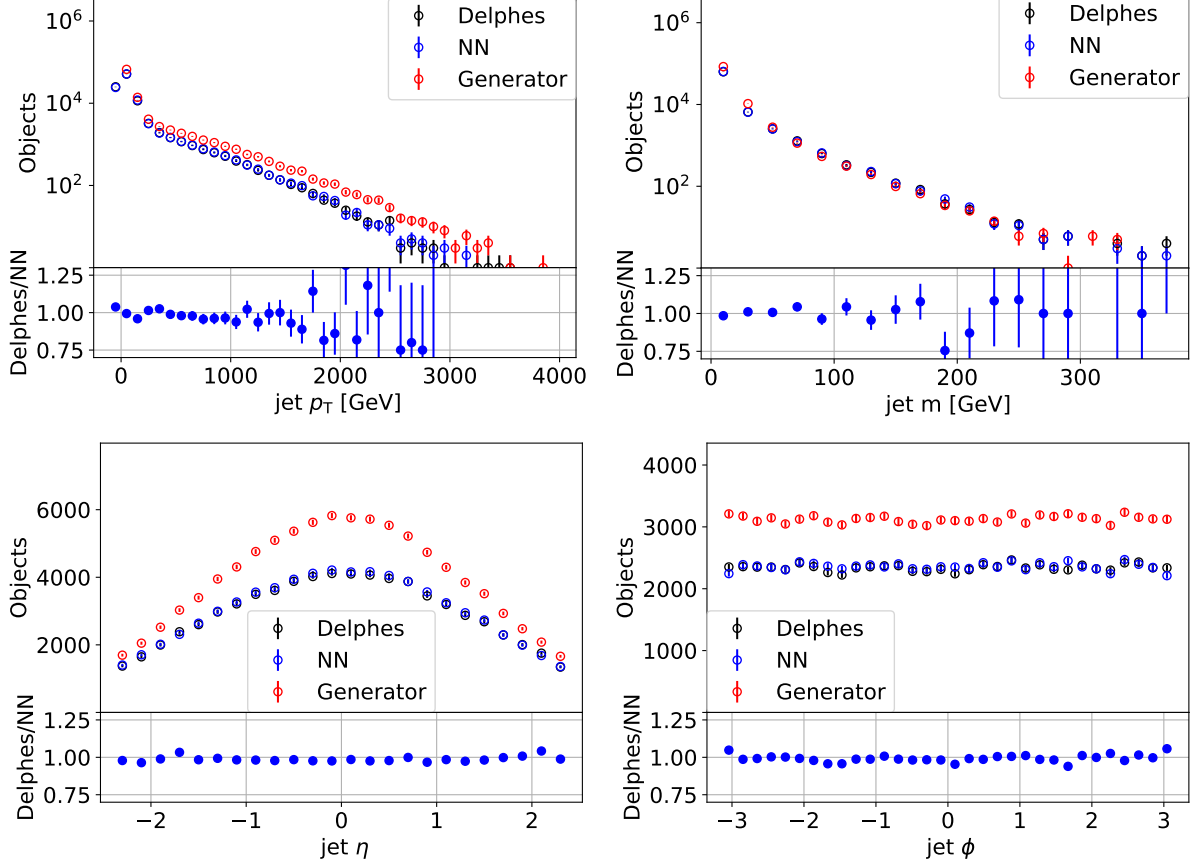 10⁶
10⁴
10²
Objects
Delphes
NN
Generator
1.25
1.00
0.75
Delphes/NN
0 1000 2000 3000 4000
jet p_T [GeV]
10⁶
10⁴
10²
Objects
Delphes
NN
Generator
1.25
1.00
0.75
Delphes/NN
0 100 200 300
jet m [GeV]
6000
4000
2000
Objects
Delphes
NN
Generator
1.25
1.00
0.75
Delphes/NN
−2 −1 0 1 2
jet η
4000
3000
2000
1000
Objects
Delphes
NN
Generator
1.25
1.00
0.75
Delphes/NN
−3 −2 −1 0 1 2 3
jet ϕ